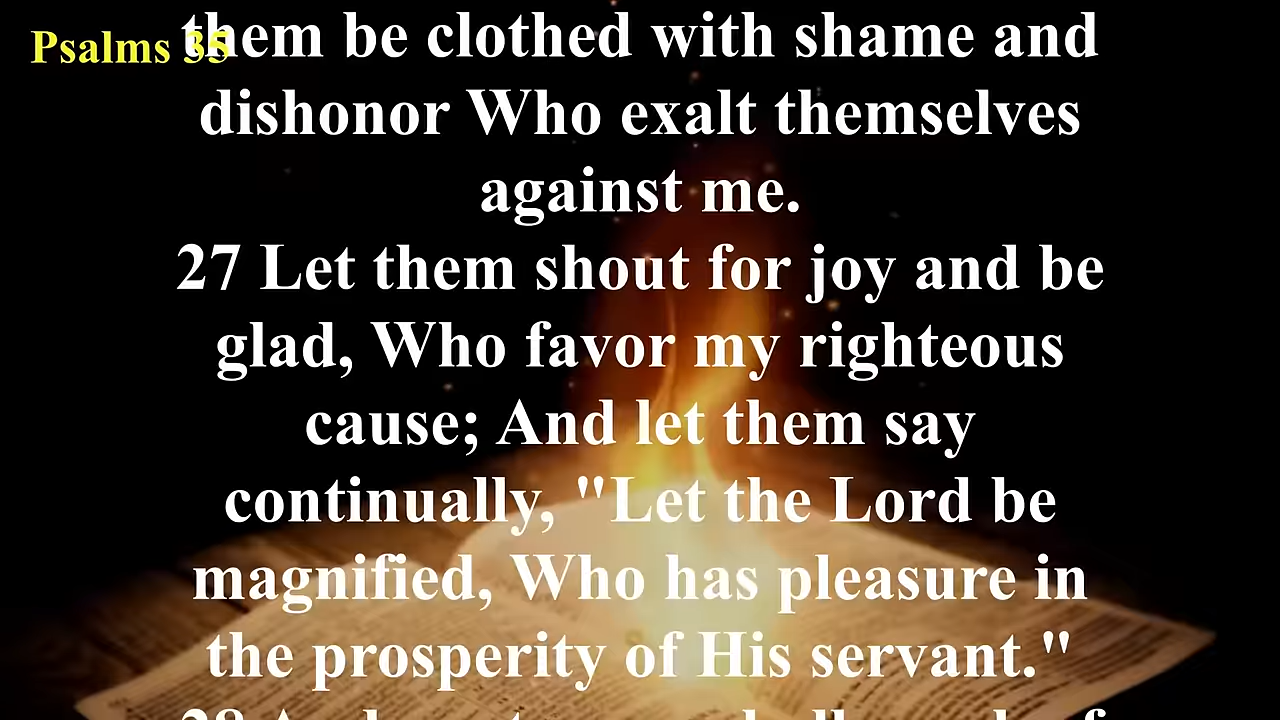 Psalms 35
them be clothed with shame and
dishonor Who exalt themselves
against me.
27 Let them shout for joy and be
glad, Who favor my righteous
cause; And let them say
continually, "Let the Lord be
magnified, Who has pleasure in
the prosperity of His servant."